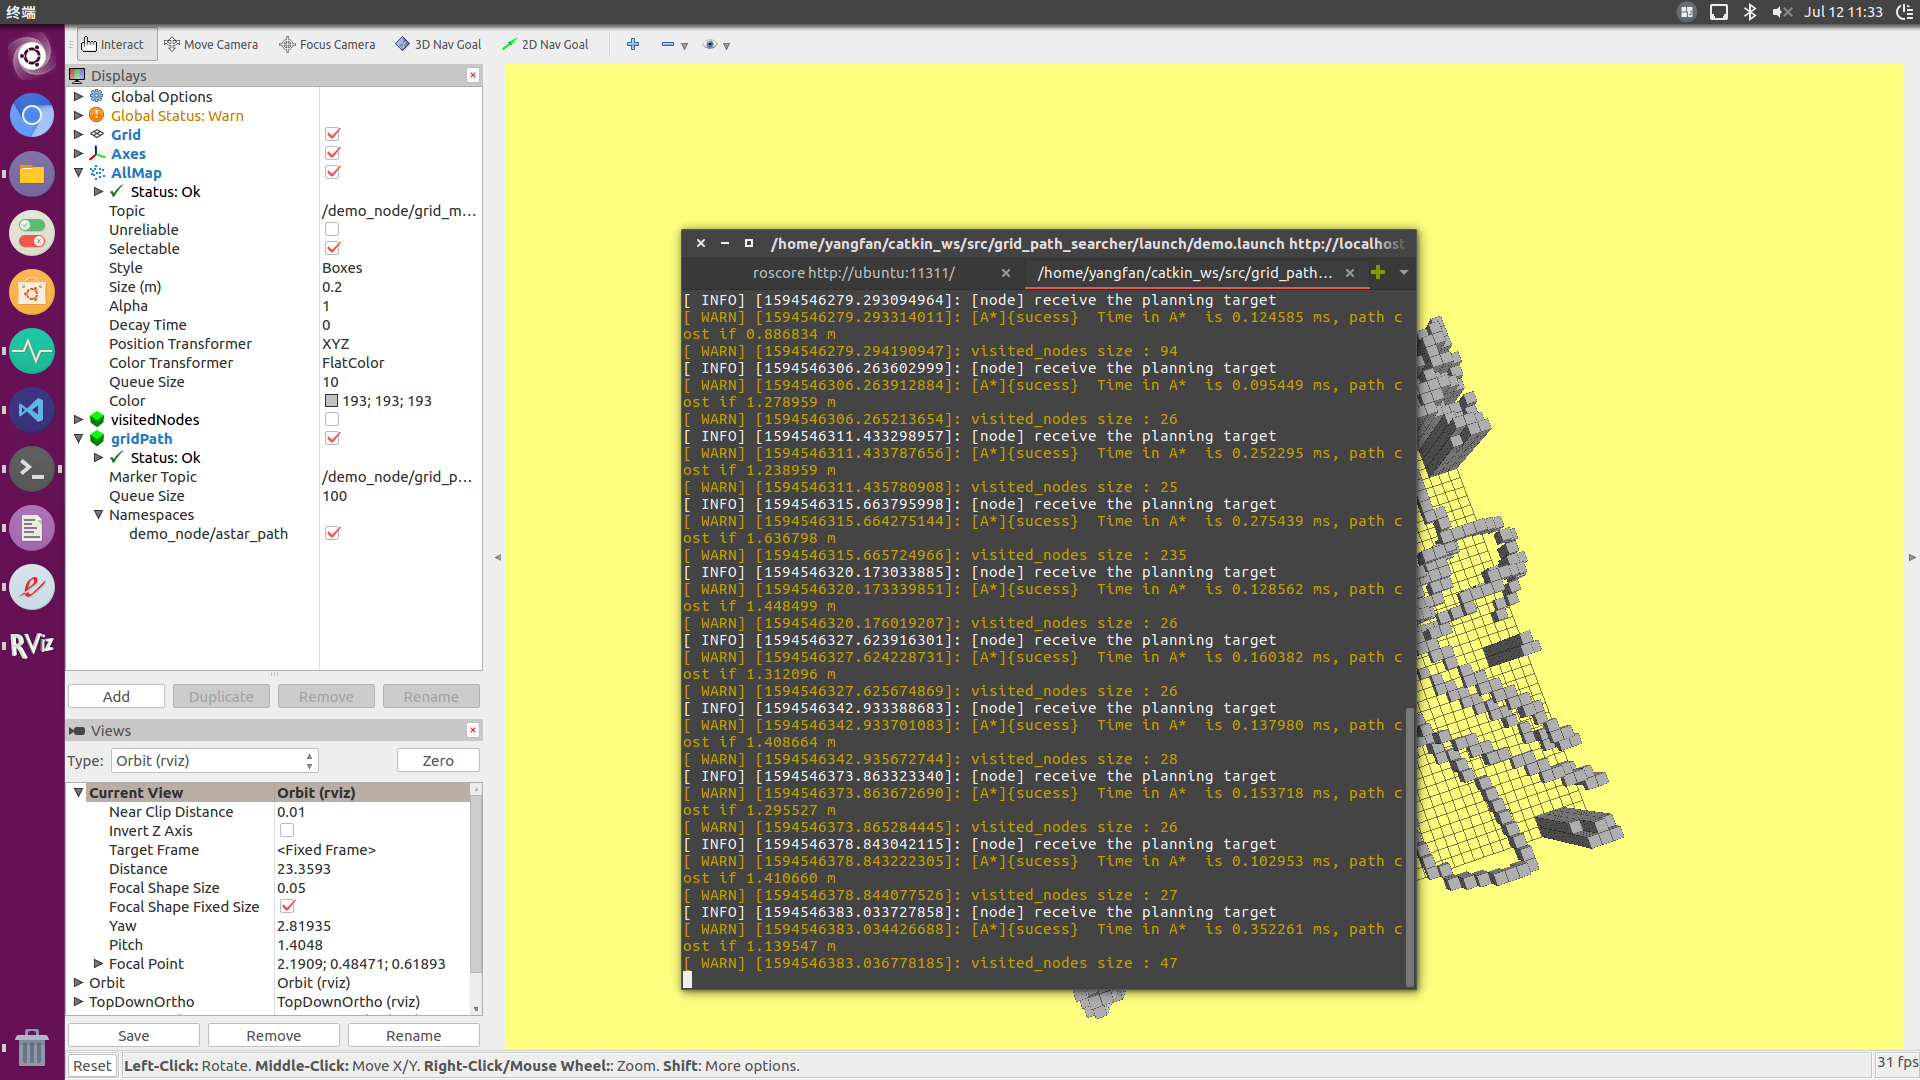 终端
Jul 12 11:33
Interact
Move Camera
Focus Camera
3D Nav Goal
2D Nav Goal
Displays
Global Options
Global Status: Warn
Grid
Axes
AllMap
Status: Ok
Topic /demo_node/grid_m...
Unreliable
Selectable
Style Boxes
Size (m) 0.2
Alpha 1
Decay Time 0
Position Transformer XYZ
Color Transformer FlatColor
Queue Size 10
Color 193; 193; 193
visitedNodes
gridPath
Status: Ok
Marker Topic /demo_node/grid_p...
Queue Size 100
Namespaces
demo_node/astar_path
RViz
Add Duplicate Remove Rename
Views
Type: Orbit (rviz) Zero
Current View Orbit (rviz)
Near Clip Distance 0.01
Invert Z Axis
Target Frame <Fixed Frame>
Distance 23.3593
Focal Shape Size 0.05
Focal Shape Fixed Size
Yaw 2.81935
Pitch 1.4048
Focal Point 2.1909; 0.48471; 0.61893
Orbit Orbit (rviz)
TopDownOrtho TopDownOrtho (rviz)
Save Remove Rename
Reset Left-Click: Rotate. Middle-Click: Move X/Y. Right-Click/Mouse Wheel:: Zoom. Shift: More options. 31 fps
/home/yangfan/catkin_ws/src/grid_path_searcher/launch/demo.launch http://localhost
roscore http://ubuntu:11311/ /home/yangfan/catkin_ws/src/grid_path...
[ INFO] [1594546279.293094964]: [node] receive the planning target
[ WARN] [1594546279.293314011]: [A*]{sucess}  Time in A*  is 0.124585 ms, path c
ost if 0.886834 m
[ WARN] [1594546279.294190947]: visited_nodes size : 94
[ INFO] [1594546306.263602999]: [node] receive the planning target
[ WARN] [1594546306.263912884]: [A*]{sucess}  Time in A*  is 0.095449 ms, path c
ost if 1.278959 m
[ WARN] [1594546306.265213654]: visited_nodes size : 26
[ INFO] [1594546311.433298957]: [node] receive the planning target
[ WARN] [1594546311.433787656]: [A*]{sucess}  Time in A*  is 0.252295 ms, path c
ost if 1.238959 m
[ WARN] [1594546311.435780908]: visited_nodes size : 25
[ INFO] [1594546315.663795998]: [node] receive the planning target
[ WARN] [1594546315.664275144]: [A*]{sucess}  Time in A*  is 0.275439 ms, path c
ost if 1.636798 m
[ WARN] [1594546315.665724966]: visited_nodes size : 235
[ INFO] [1594546320.173033885]: [node] receive the planning target
[ WARN] [1594546320.173339851]: [A*]{sucess}  Time in A*  is 0.128562 ms, path c
ost if 1.448499 m
[ WARN] [1594546320.176019207]: visited_nodes size : 26
[ INFO] [1594546327.623916301]: [node] receive the planning target
[ WARN] [1594546327.624228731]: [A*]{sucess}  Time in A*  is 0.160382 ms, path c
ost if 1.312096 m
[ WARN] [1594546327.625674869]: visited_nodes size : 26
[ INFO] [1594546342.933388683]: [node] receive the planning target
[ WARN] [1594546342.933701083]: [A*]{sucess}  Time in A*  is 0.137980 ms, path c
ost if 1.408664 m
[ WARN] [1594546342.935672744]: visited_nodes size : 28
[ INFO] [1594546373.863323340]: [node] receive the planning target
[ WARN] [1594546373.863672690]: [A*]{sucess}  Time in A*  is 0.153718 ms, path c
ost if 1.295527 m
[ WARN] [1594546373.865284445]: visited_nodes size : 26
[ INFO] [1594546378.843042115]: [node] receive the planning target
[ WARN] [1594546378.843222305]: [A*]{sucess}  Time in A*  is 0.102953 ms, path c
ost if 1.410660 m
[ WARN] [1594546378.844077526]: visited_nodes size : 27
[ INFO] [1594546383.033727858]: [node] receive the planning target
[ WARN] [1594546383.034426688]: [A*]{sucess}  Time in A*  is 0.352261 ms, path c
ost if 1.139547 m
[ WARN] [1594546383.036778185]: visited_nodes size : 47